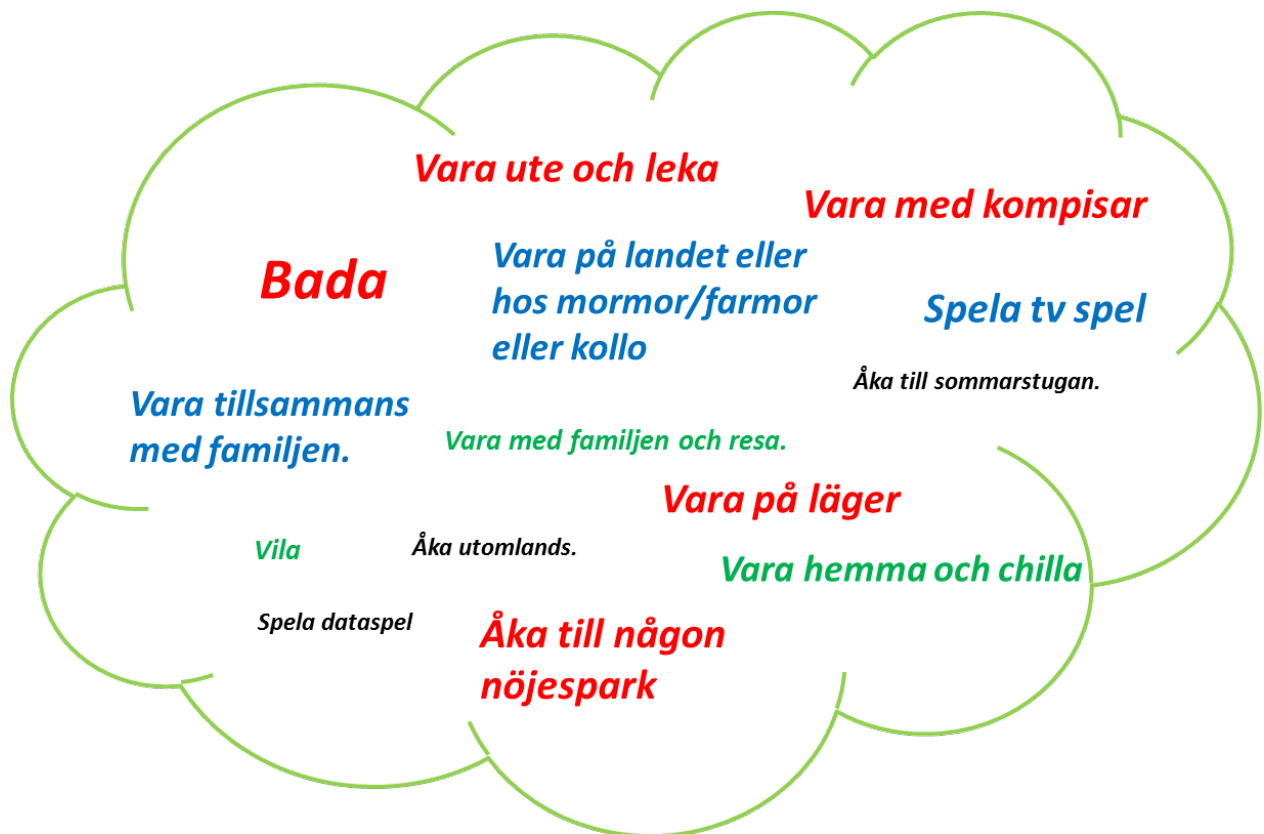 Vara ute och leka
Vara med kompisar
Bada
Vara på landet eller
hos mormor/farmor
eller kollo
Spela tv spel
Åka till sommarstugan.
Vara tillsammans
med familjen.
Vara med familjen och resa.
Vara på läger
Vila
Åka utomlands.
Vara hemma och chilla
Spela dataspel
Åka till någon
nöjespark